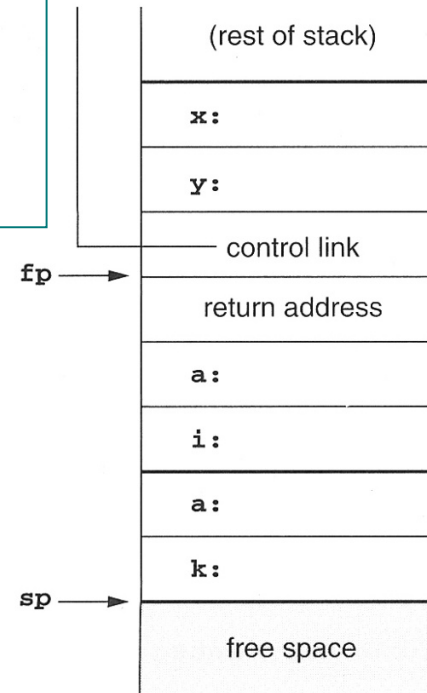 (rest of stack)
x:
y:
control link
fp
return address
a:
i:
a:
k:
sp
free space